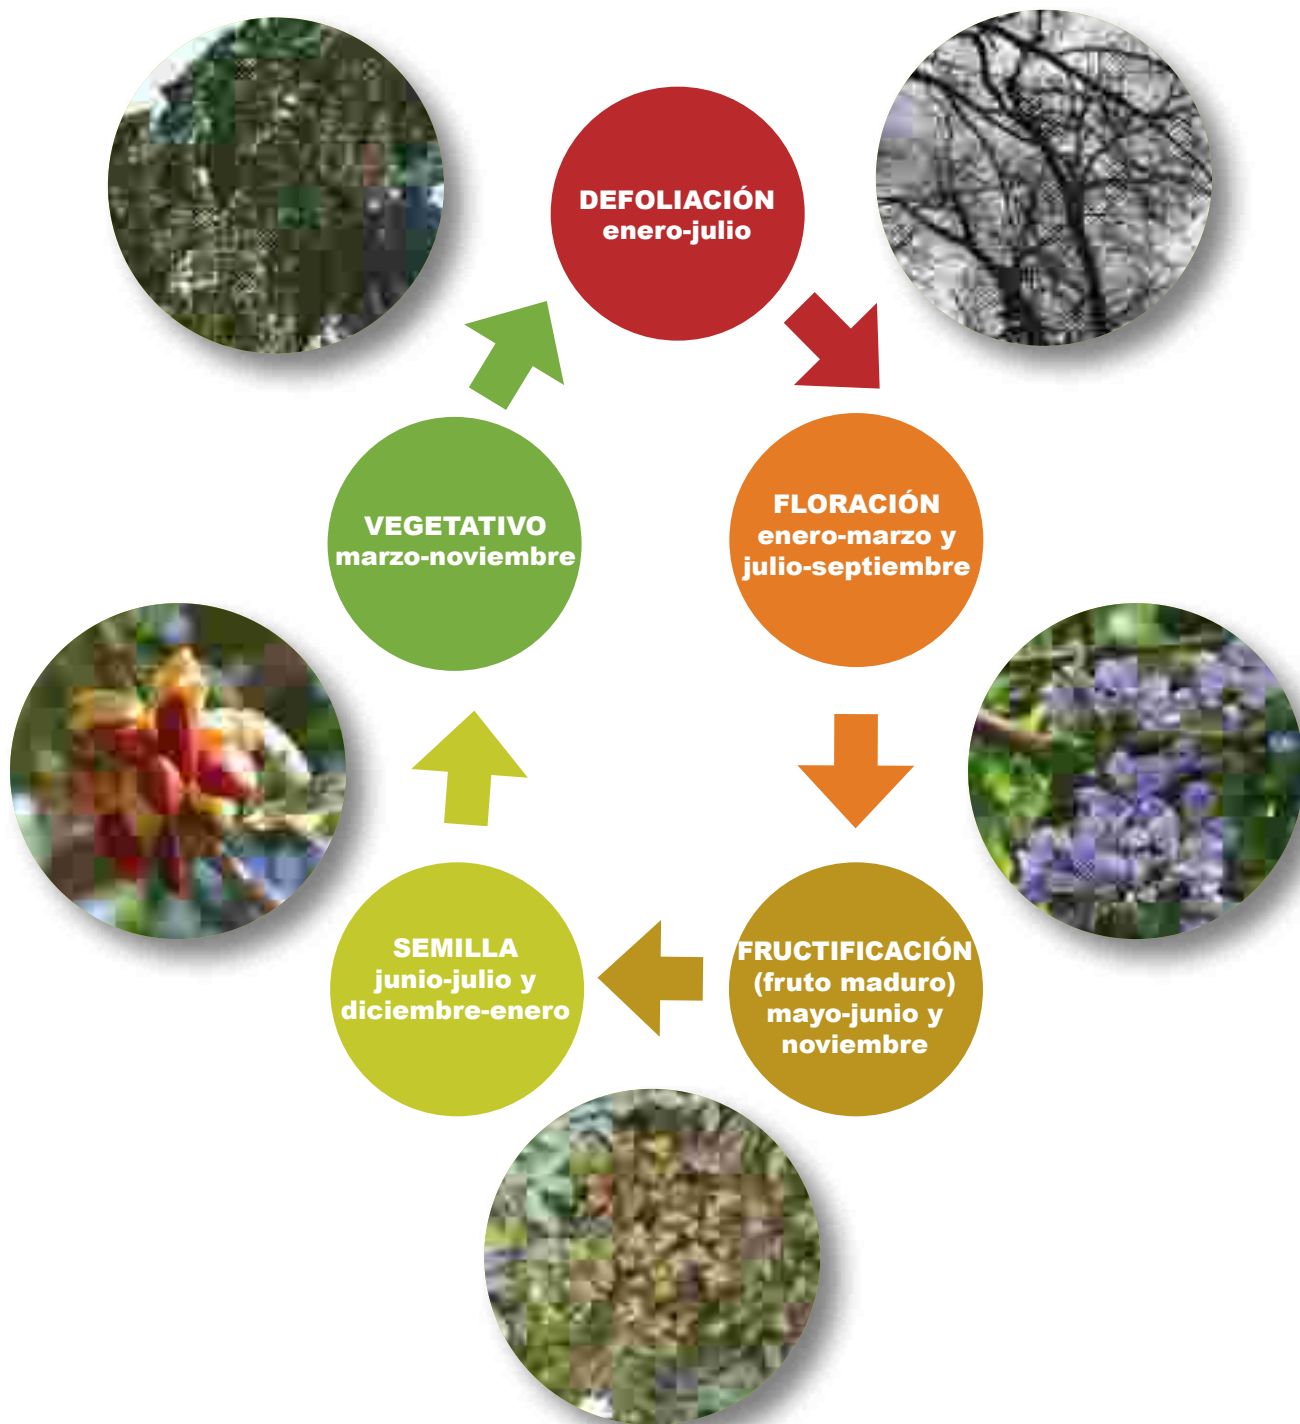 DEFOLIACIÓN
enero-julio
FLORACIÓN
enero-marzo y
julio-septiembre
FRUCTIFICACIÓN
(fruto maduro)
mayo-junio y
noviembre
SEMILLA
junio-julio y
diciembre-enero
VEGETATIVO
marzo-noviembre